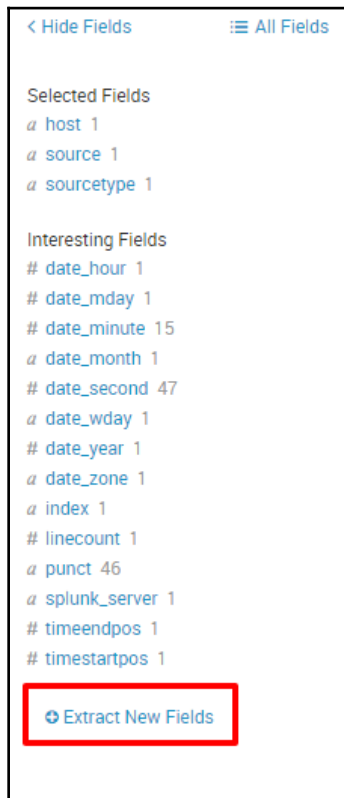 < Hide Fields All Fields
Selected Fields
a host 1
a source 1
a sourcetype 1
Interesting Fields
# date_hour 1
# date_mday 1
# date_minute 15
a date_month 1
# date_second 47
a date_wday 1
# date_year 1
a date_zone 1
a index 1
# linecount 1
a punct 46
a splunk_server 1
# timeendpos 1
# timestartpos 1
Extract New Fields